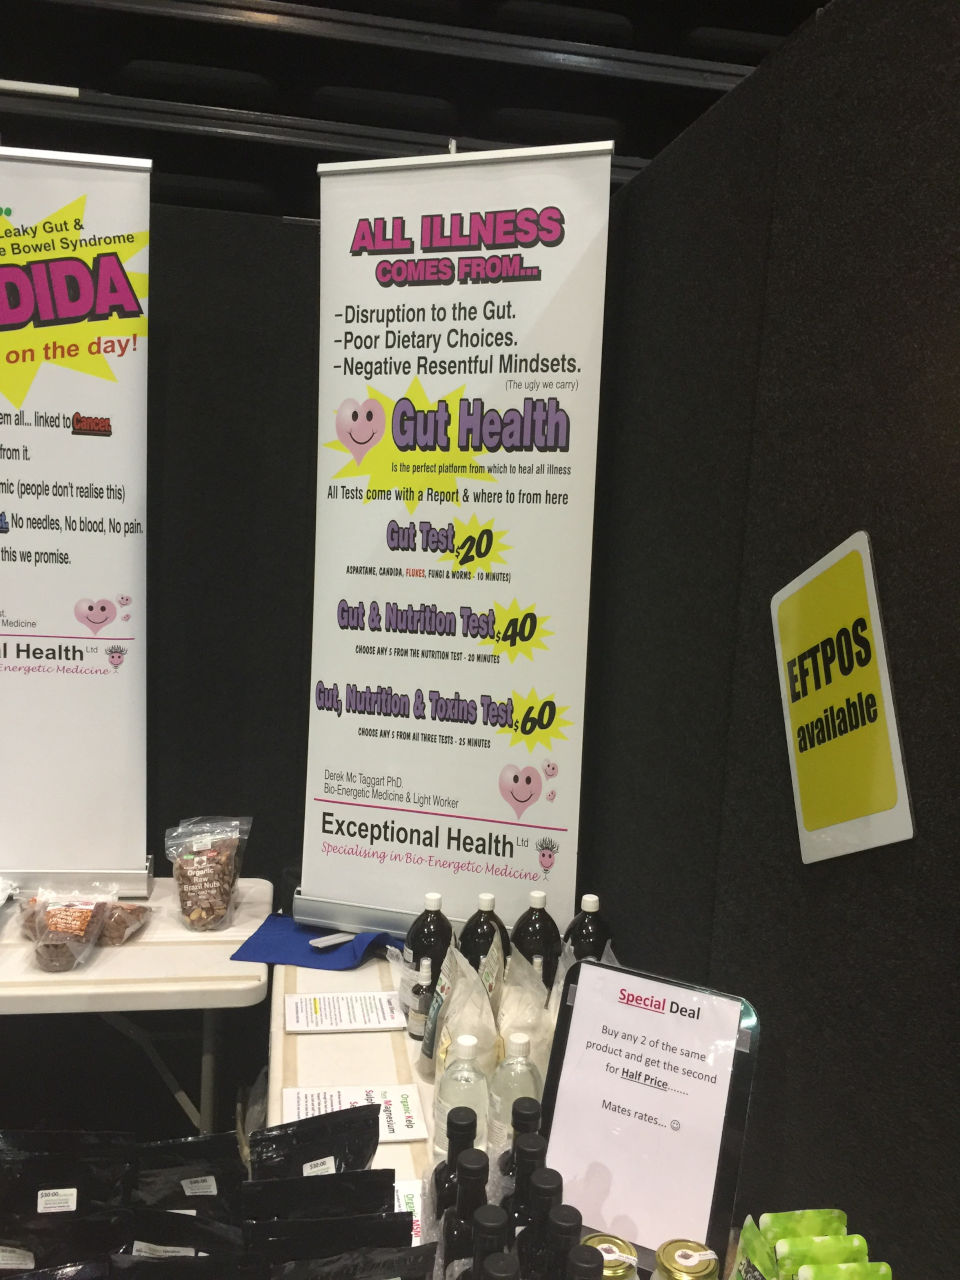 Leaky Gut &
e Bowel Syndrome
DIDA
on the day!
em all... linked to Cancer.
from it.
mic (people don't realise this)
No needles, No blood, No pain.
this we promise.
Medicine
l Health Ltd
Energetic Medicine
ALL ILLNESS
COMES FROM...
-Disruption to the Gut.
-Poor Dietary Choices.
-Negative Resentful Mindsets.
(The ugly we carry)
Gut Health
Is the perfect platform from which to heal all illness
All Tests come with a Report & where to from here
Gut Test $20
ASPARTAME, CANDIDA, FLUKES, FUNGI & WORMS - 10 MINUTES)
Gut & Nutrition Test $40
CHOOSE ANY 5 FROM THE NUTRITION TEST - 20 MINUTES
Gut, Nutrition & Toxins Test $60
CHOOSE ANY 5 FROM All THREE TESTS - 25 MINUTES
Derek Mc Taggart PhD.
Bio-Energetic Medicine & Light Worker
Exceptional Health Ltd
Specialising in Bio-Energetic Medicine
EFTPOS
available
Organic
Raw
Brazil Nuts
Special Deal
Buy any 2 of the same
product and get the second
for Half Price.......
Mates rates... ☺
Organic Kelp
Magnesium
$30.00
$30.00
$30.00